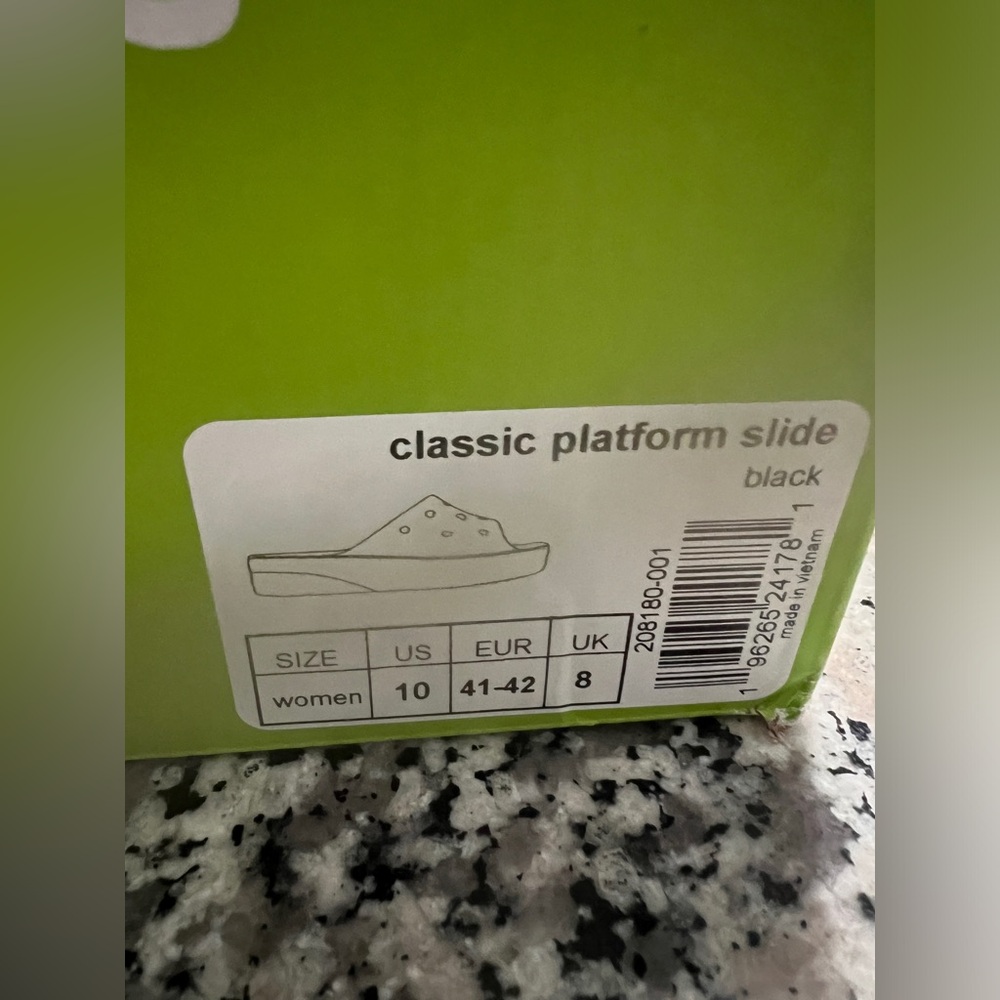 classic platform slide
black
SIZE US EUR UK
women 10 41-42 8
208180-001
1 96265 24178 1
made in vietnam